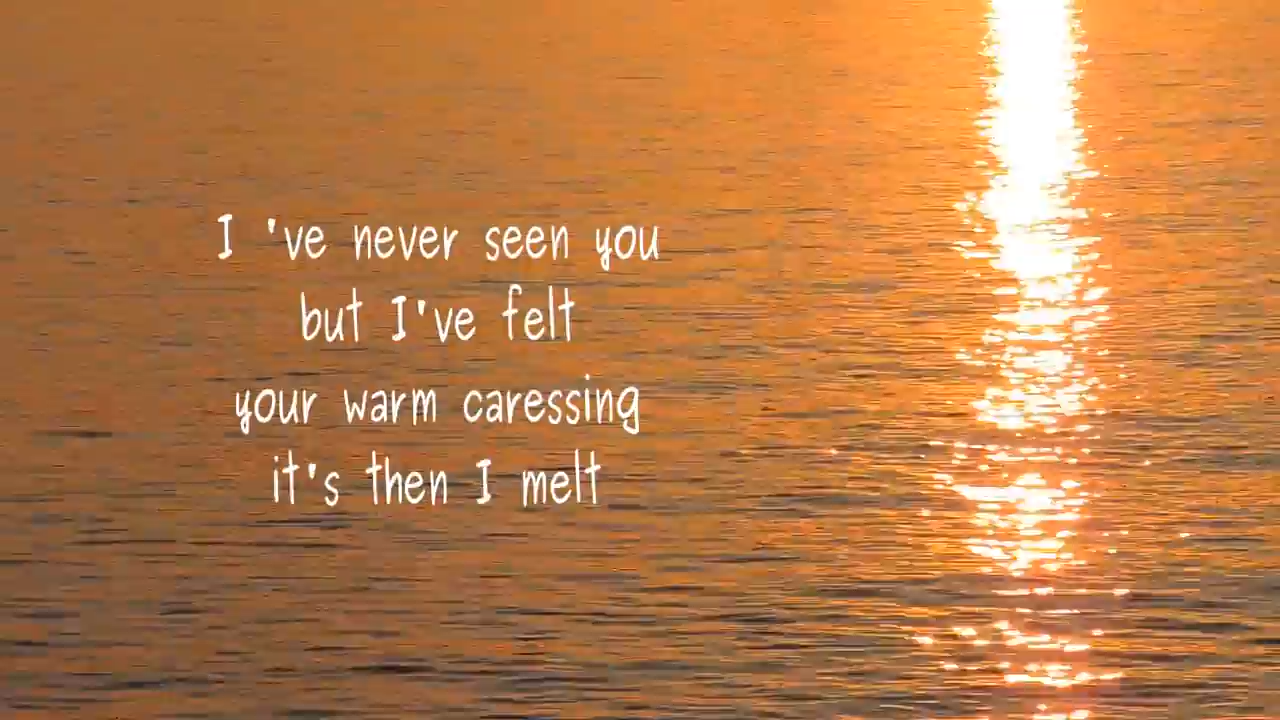 I 've never seen you
but I've felt
your warm caressing
it's then I melt